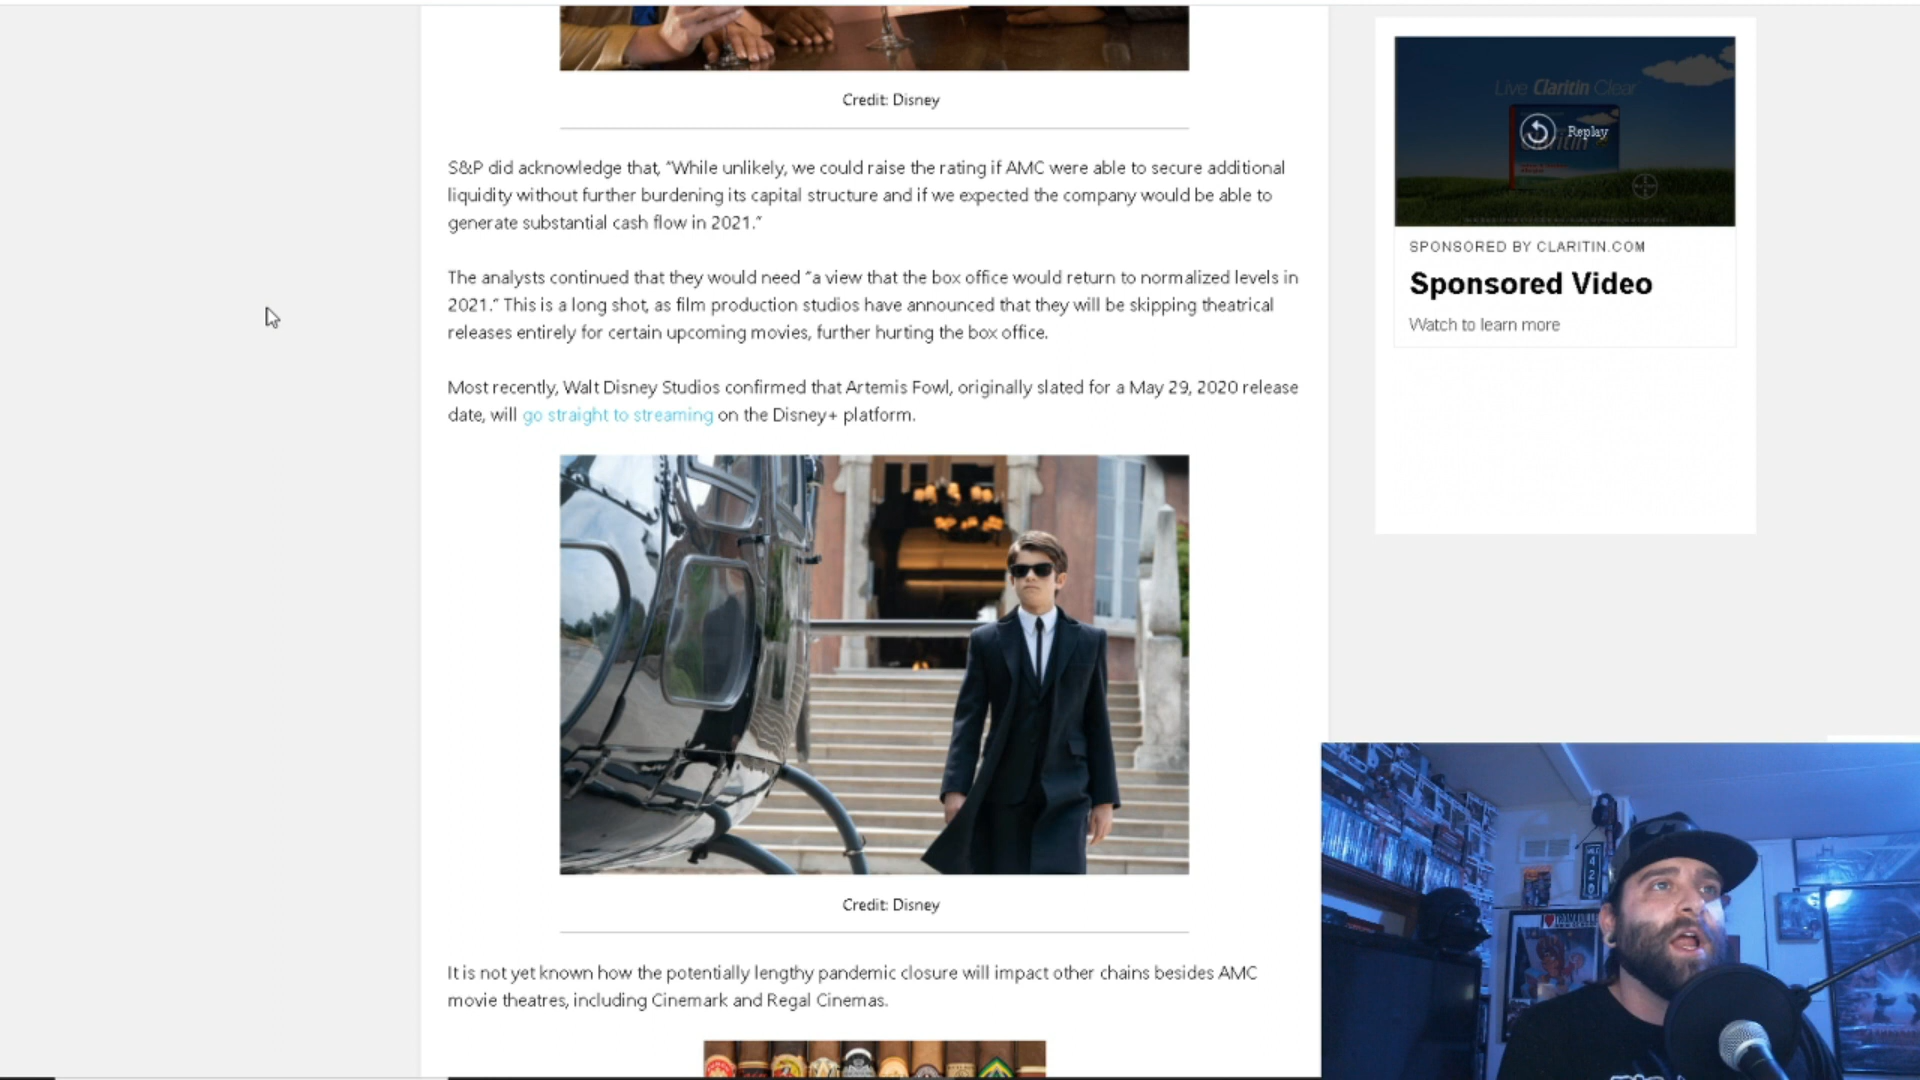 Credit: Disney
S&P did acknowledge that, "While unlikely, we could raise the rating if AMC were able to secure additional
liquidity without further burdening its capital structure and if we expected the company would be able to
generate substantial cash flow in 2021."
The analysts continued that they would need "a view that the box office would return to normalized levels in
2021." This is a long shot, as film production studios have announced that they will be skipping theatrical
releases entirely for certain upcoming movies, further hurting the box office.
Most recently, Walt Disney Studios confirmed that Artemis Fowl, originally slated for a May 29, 2020 release
date, will go straight to streaming on the Disney+ platform.
Credit: Disney
It is not yet known how the potentially lengthy pandemic closure will impact other chains besides AMC
movie theatres, including Cinemark and Regal Cinemas.
Live Claritin Clear
Replay
Claritin
SPONSORED BY CLARITIN.COM
Sponsored Video
Watch to learn more
420